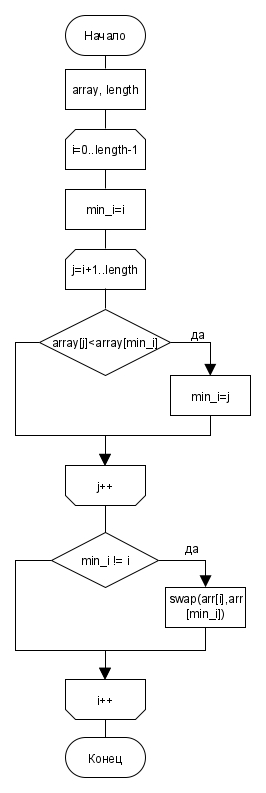 Начало
array, length
i=0..length-1
min_i=i
j=i+1..length
array[j]<array[min_i]
да
min_i=j
j++
min_i != i
да
swap(arr[i],arr
[min_i])
i++
Конец